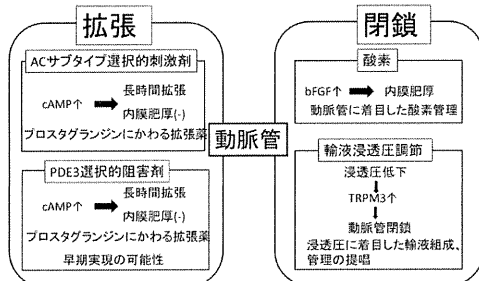 拡張
ACサブタイプ選択的刺激剤
cAMP↑ → 長時間拡張
内膜肥厚(-)
プロスタグランジンにかわる拡張薬
PDE3選択的阻害剤
cAMP↑ → 長時間拡張
内膜肥厚(-)
プロスタグランジンにかわる拡張薬
早期実現の可能性
動脈管
閉鎖
酸素
bFGF↑ → 内膜肥厚
動脈管に着目した酸素管理
輸液浸透圧調節
浸透圧低下
↓
TRPM3↑
↓
動脈管閉鎖
浸透圧に着目した輸液組成、
管理の提唱